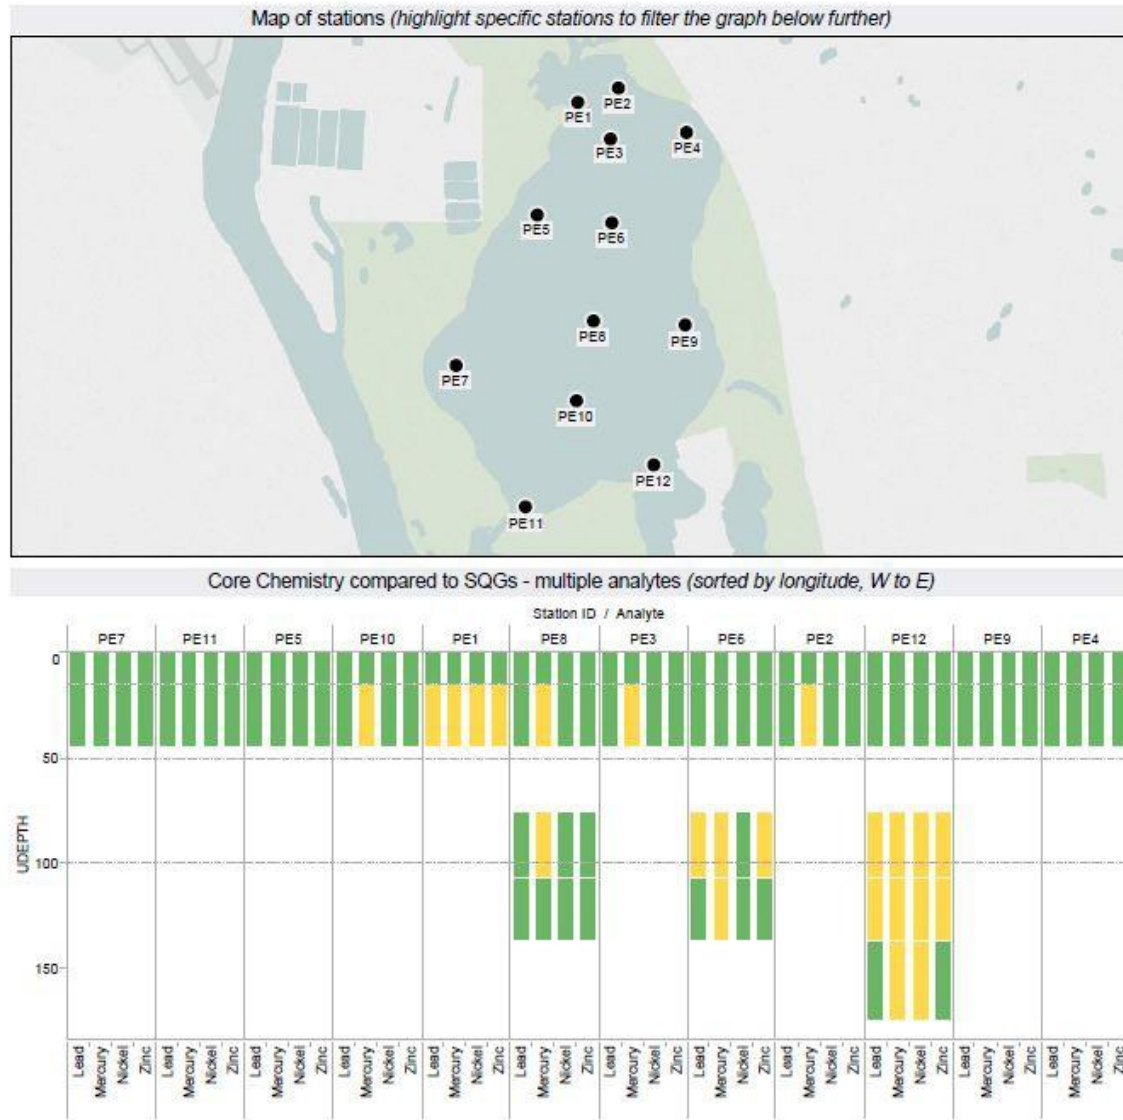 Map of stations (highlight specific stations to filter the graph below further)
PE2
PE1
PE3
PE4
PE5
PE6
PE8
PE9
PE7
PE10
PE12
PE11
Core Chemistry compared to SQGs - multiple analytes (sorted by longitude, W to E)
Station ID / Analyte
PE7 PE11 PE5 PE10 PE1 PE8 PE3 PE6 PE2 PE12 PE9 PE4
0
50
UDEPTH
100
150
Lead Mercury Nickel Zinc Lead Mercury Nickel Zinc Lead Mercury Nickel Zinc Lead Mercury Nickel Zinc Lead Mercury Nickel Zinc Lead Mercury Nickel Zinc Lead Mercury Nickel Zinc Lead Mercury Nickel Zinc Lead Mercury Nickel Zinc Lead Mercury Nickel Zinc Lead Mercury Nickel Zinc Lead Mercury Nickel Zinc